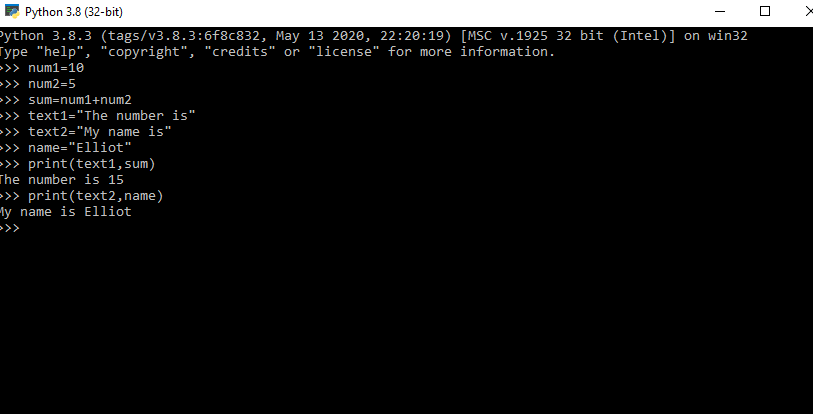 Python 3.8 (32-bit)
Python 3.8.3 (tags/v3.8.3:6f8c832, May 13 2020, 22:20:19) [MSC v.1925 32 bit (Intel)] on win32
Type "help", "copyright", "credits" or "license" for more information.
>>> num1=10
>>> num2=5
>>> sum=num1+num2
>>> text1="The number is"
>>> text2="My name is"
>>> name="Elliot"
>>> print(text1,sum)
The number is 15
>>> print(text2,name)
My name is Elliot
>>>